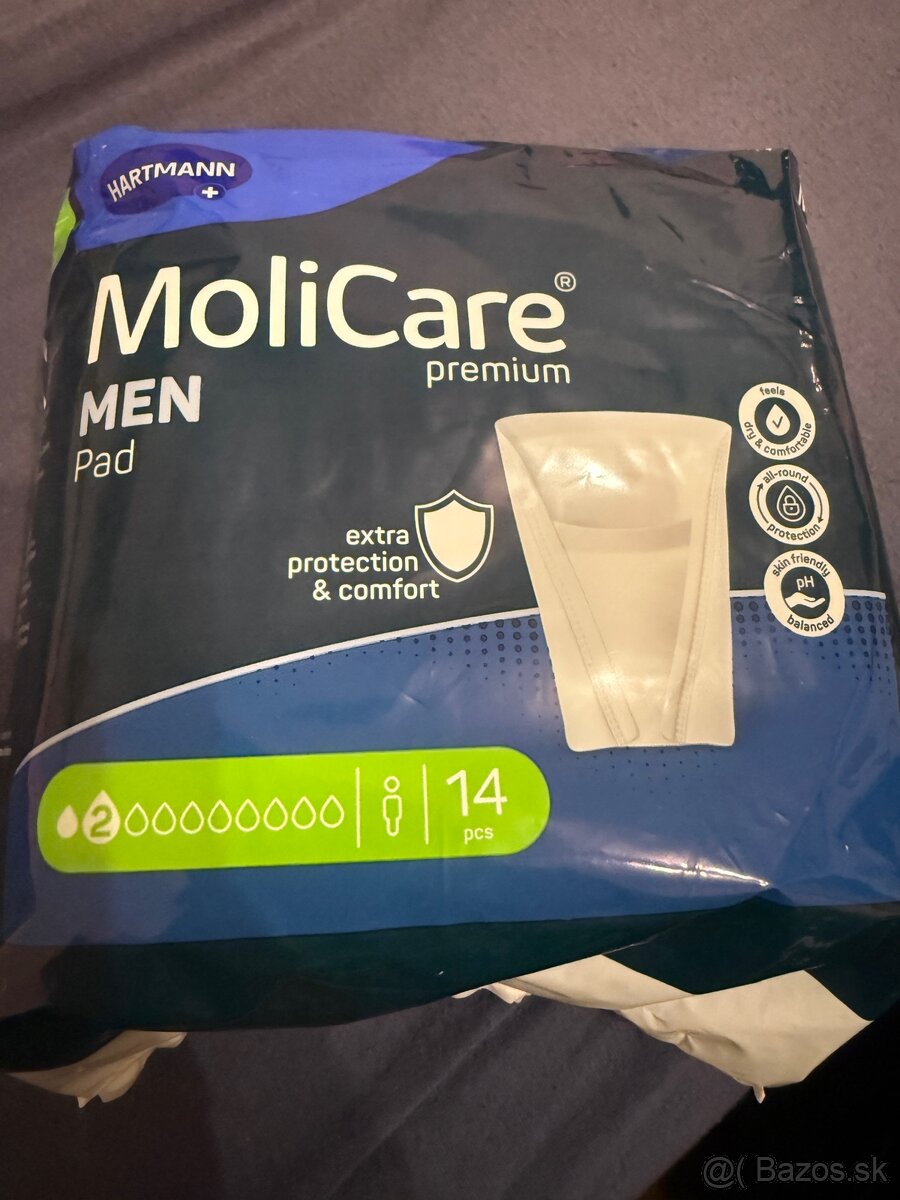 HARTMANN
MoliCare®
premium
MEN
Pad
feels
dry & comfortable
all-round
protection
skin friendly
pH
balanced
extra
protection
& comfort
2
14
pcs
@( Bazos.sk